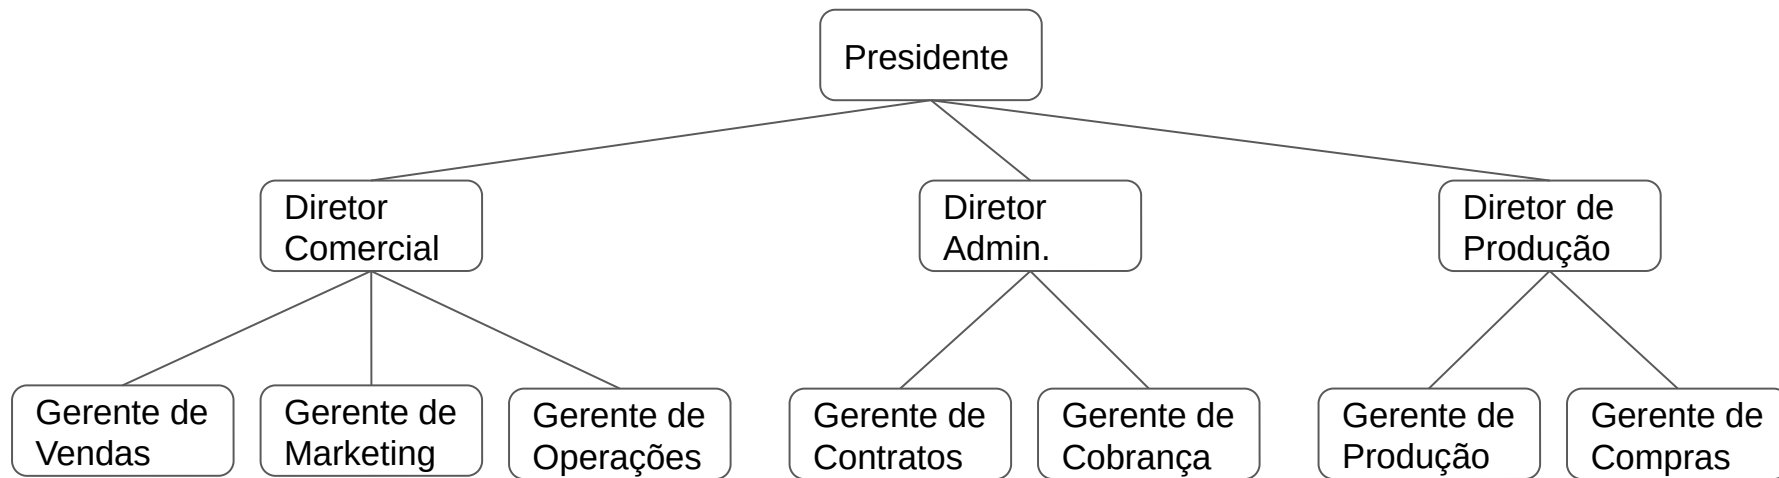 Presidente
Diretor
Comercial
Diretor
Admin.
Diretor de
Produção
Gerente de
Vendas
Gerente de
Marketing
Gerente de
Operações
Gerente de
Contratos
Gerente de
Cobrança
Gerente de
Produção
Gerente de
Compras